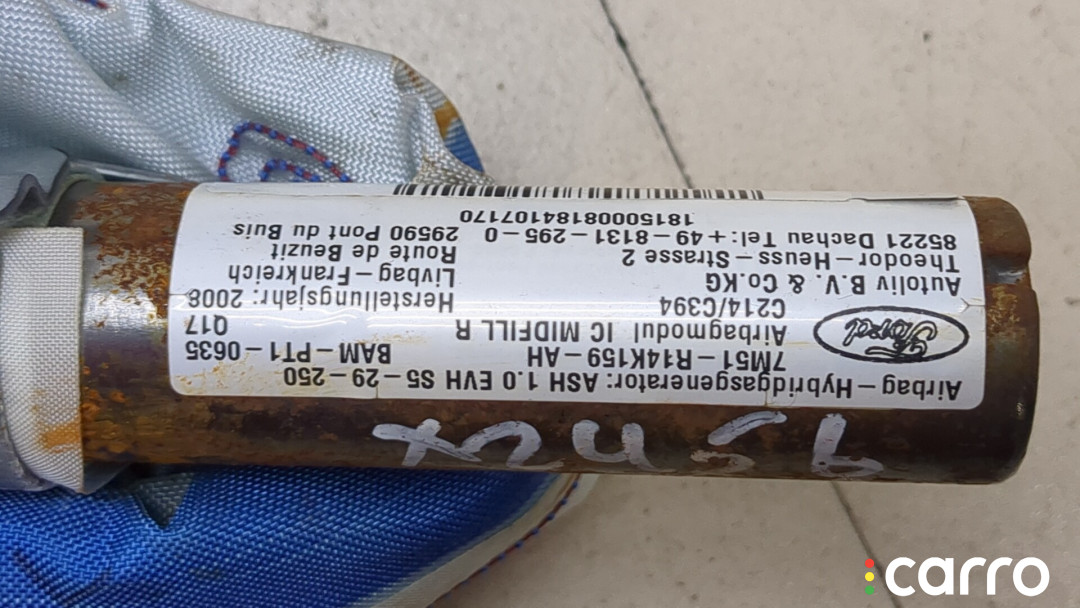 Airbag-Hybridgasgenerator: ASH 1.0 EVH S5-29-250
7M51-R14K159-AH BAM-PT1-0635
Ford
Airbagmodul IC MIDFILL R Q17
C214/C394 Herstellungsjahr: 2008
Autoliv B.V. & Co.KG Livbag-Frankreich
Theodor-Heuss-Strasse 2 Route de Beuzit
85221 Dachau Tel:+49-8131-295-0 29590 Pont du Buis
18150008184107170
carro